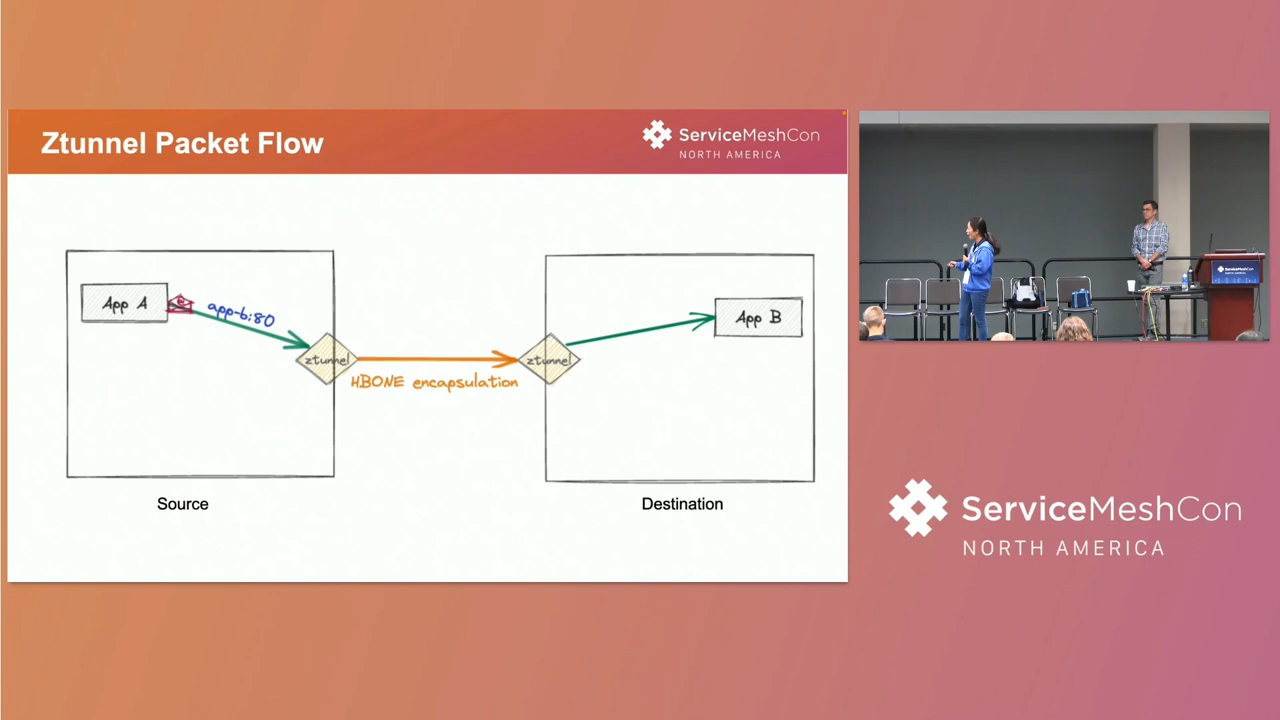 Ztunnel Packet Flow
ServiceMeshCon
NORTH AMERICA
App A
app-b:80
ztunnel
HBONE encapsulation
ztunnel
App B
Source
Destination
ServiceMeshCon
ServiceMeshCon
NORTH AMERICA